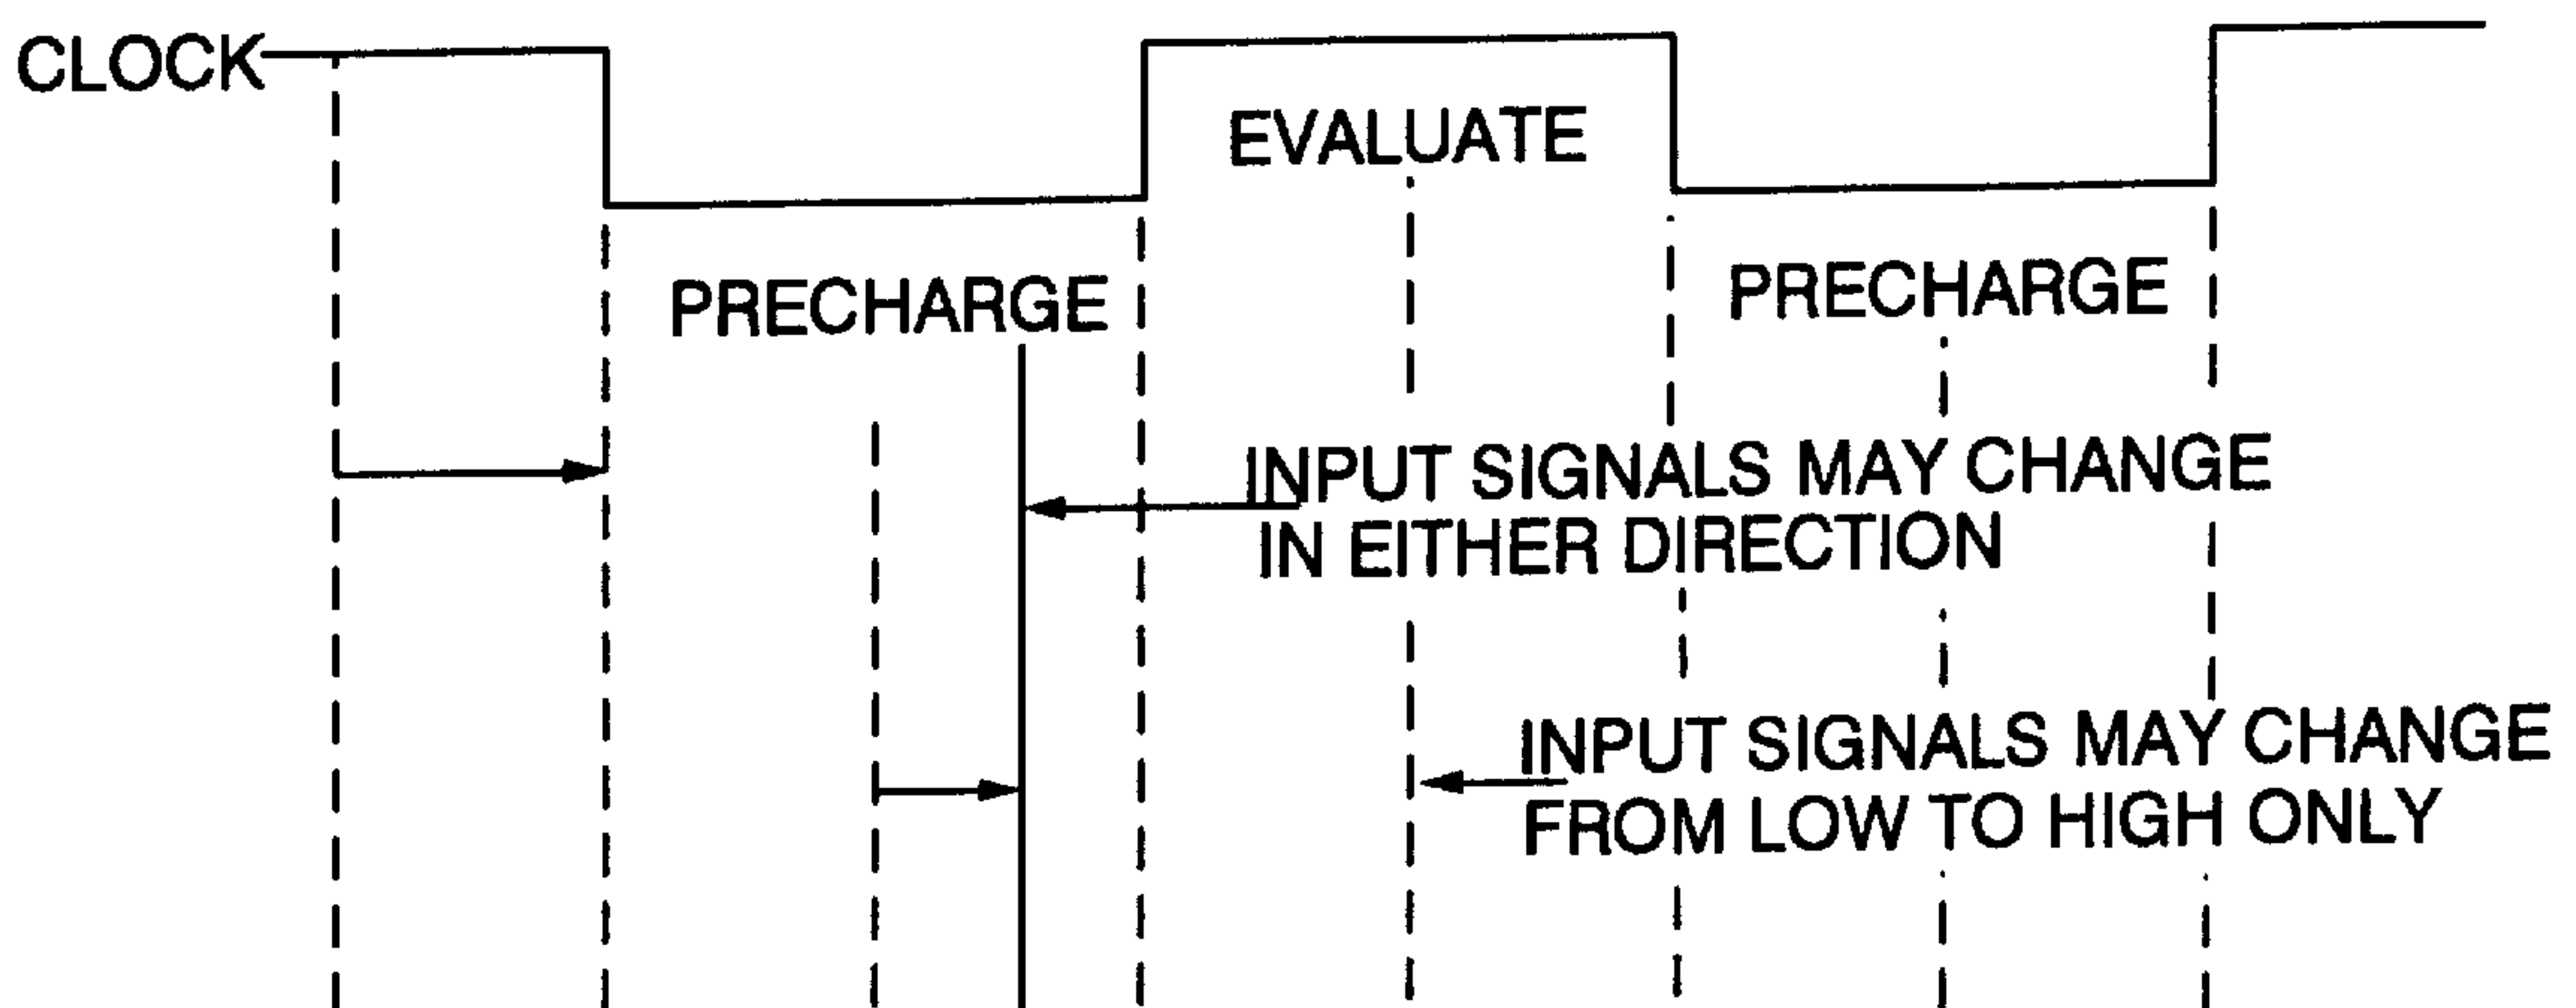 CLOCK
EVALUATE
PRECHARGE
PRECHARGE
INPUT SIGNALS MAY CHANGE
IN EITHER DIRECTION
INPUT SIGNALS MAY CHANGE
FROM LOW TO HIGH ONLY